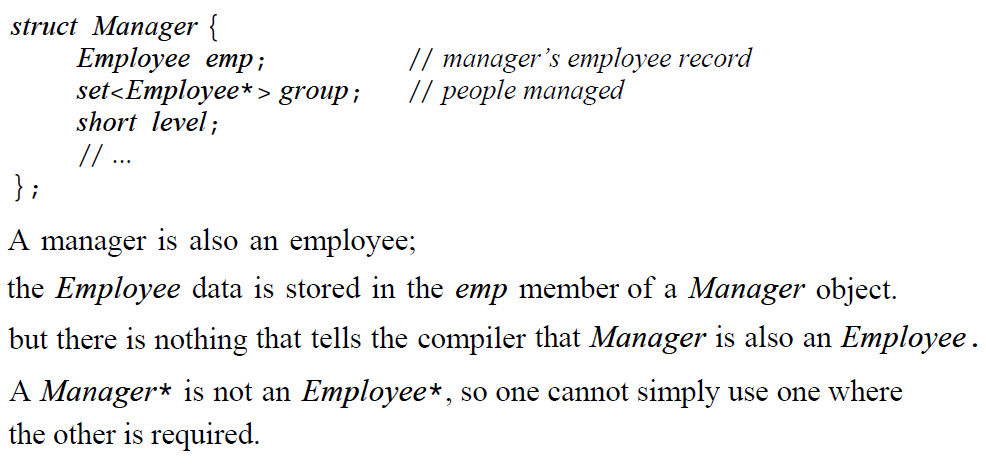 struct Manager {
Employee emp; // manager’s employee record
set<Employee*> group; // people managed
short level;
// ...
};
A manager is also an employee;
the Employee data is stored in the emp member of a Manager object.
but there is nothing that tells the compiler that Manager is also an Employee.
A Manager* is not an Employee*, so one cannot simply use one where
the other is required.